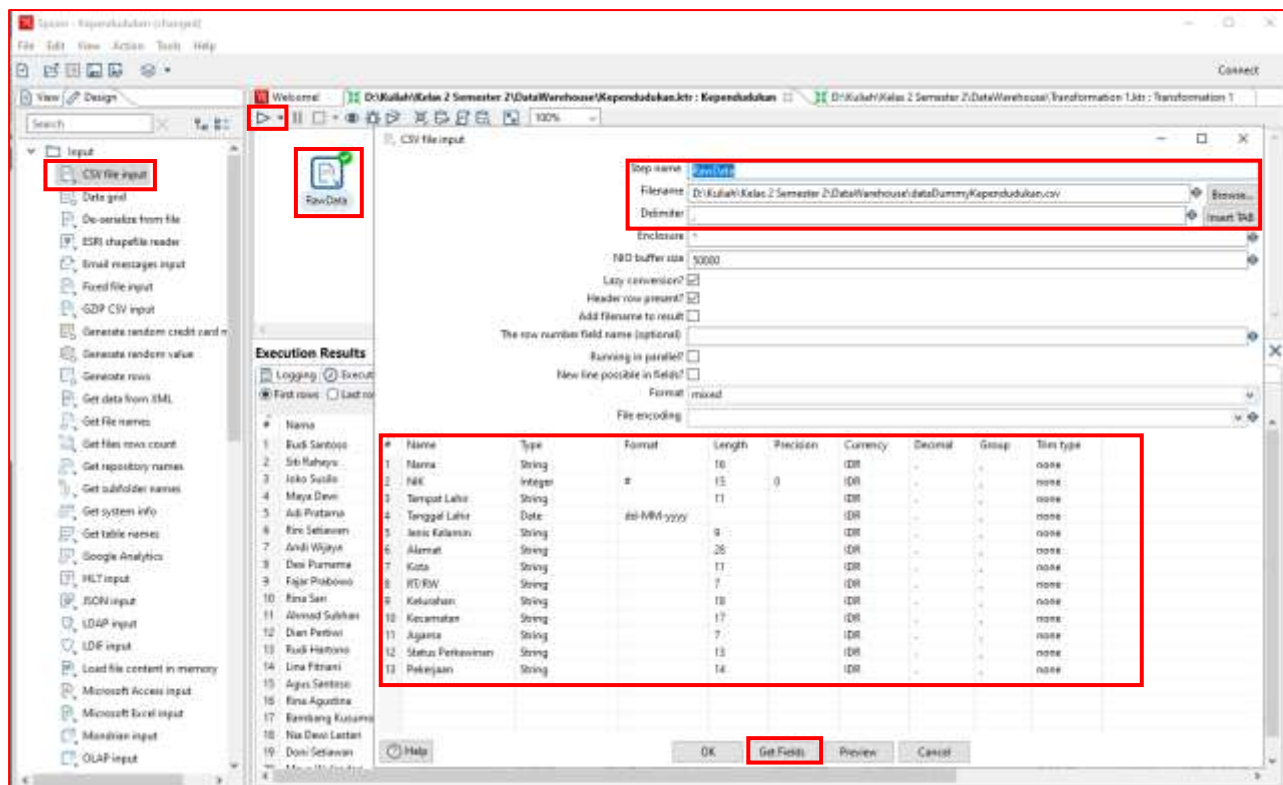 Spoon - Kependudukan (changed)
File Edit View Action Tools Help
Connect
View Design
Welcome! D:\Kuliah\Kelas 2 Semester 2\DataWarehouse\Kependudukan.ktr : Kependudukan D:\Kuliah\Kelas 2 Semester 2\DataWarehouse\Transformation 1.ktr : Transformation 1
Search
100%
Input
CSV file input
Data grid
De-serialize from file
ESRI shapefile reader
Email messages input
Fixed file input
GZIP CSV input
Generate random credit card n
Generate random value
Generate rows
Get data from XML
Get file names
Get files rows count
Get repository names
Get subfolder names
Get system info
Get table names
Google Analytics
HL7 input
JSON input
LDAP input
LDIF input
Load file content in memory
Microsoft Access input
Microsoft Excel input
Mondrian input
OLAP input
RawData
Execution Results
Logging Execut
First rows Last ro
# Nama
1 Budi Santoso
2 Siti Rahayu
3 Joko Susilo
4 Maya Dewi
5 Adi Pratama
6 Rini Setiawan
7 Andi Wijaya
8 Desi Purnama
9 Fajar Prabowo
10 Rina Sari
11 Ahmad Subhan
12 Dian Pertiwi
13 Rudi Hartono
14 Lina Fitriani
15 Agus Santoso
16 Rina Agustina
17 Bambang Kusumo
18 Nia Dewi Lestari
19 Doni Setiawan
CSV file input
Step name RawData
Filename D:\Kuliah\Kelas 2 Semester 2\DataWarehouse\dataDummyKependudukan.csv Browse...
Delimiter , Insert TAB
Enclosure "
NIO buffer size 50000
Lazy conversion?
Header row present?
Add filename to result
The row number field name (optional)
Running in parallel?
New line possible in fields?
Format mixed
File encoding
# Name Type Format Length Precision Currency Decimal Group Trim type
1 Nama String 16 IDR , . none
2 NIK Integer # 15 0 IDR , . none
3 Tempat Lahir String 11 IDR , . none
4 Tanggal Lahir Date dd-MM-yyyy IDR , . none
5 Jenis Kelamin String 9 IDR , . none
6 Alamat String 28 IDR , . none
7 Kota String 11 IDR , . none
8 RT/RW String 7 IDR , . none
9 Kelurahan String 18 IDR , . none
10 Kecamatan String 17 IDR , . none
11 Agama String 7 IDR , . none
12 Status Perkawinan String 13 IDR , . none
13 Pekerjaan String 14 IDR , . none
Help OK Get Fields Preview Cancel